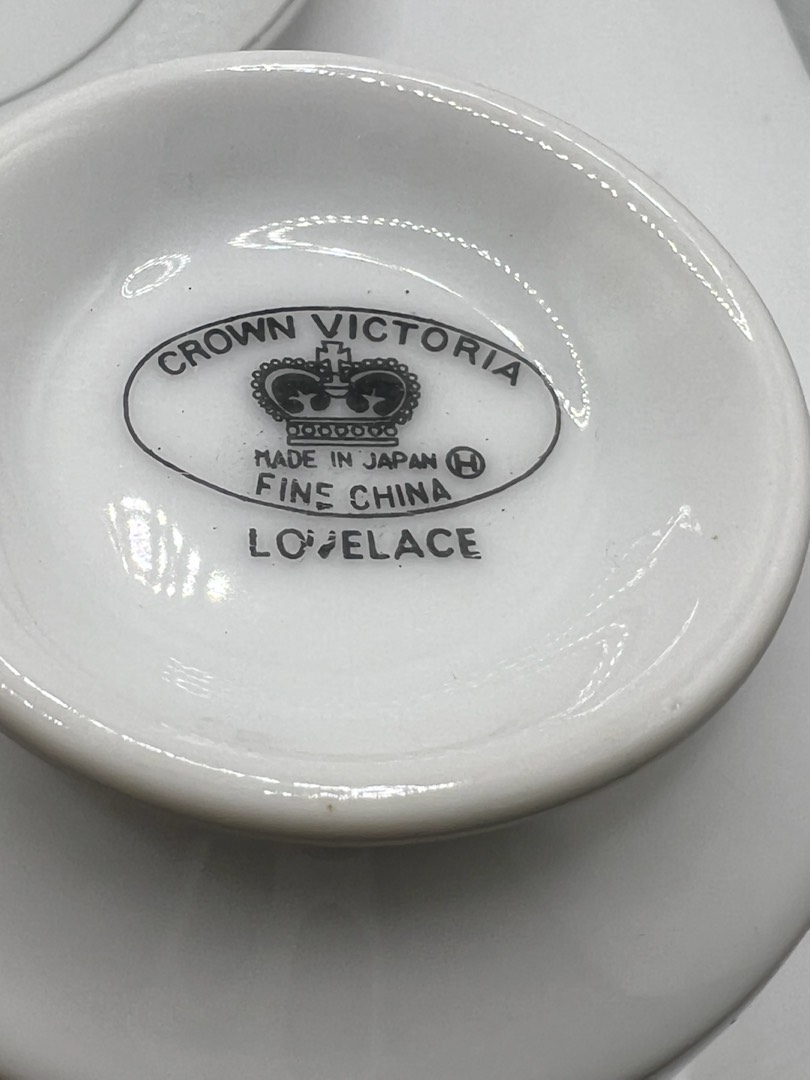 CROWN VICTORIA
MADE IN JAPAN Ⓗ
FINE CHINA
LOVELACE